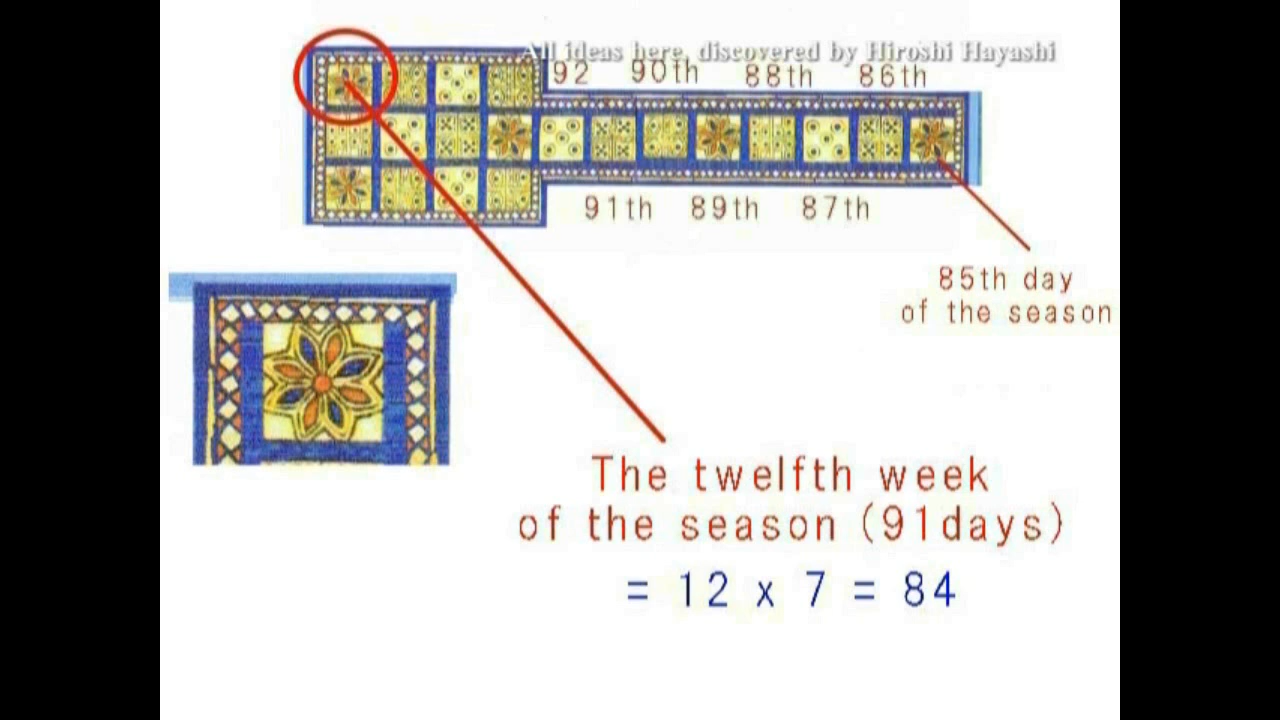 All ideas here, discovered by Hiroshi Hayashi
92 90th 88th 86th
91th 89th 87th
85th day
of the season
The twelfth week
of the season (91days)
= 12 x 7 = 84